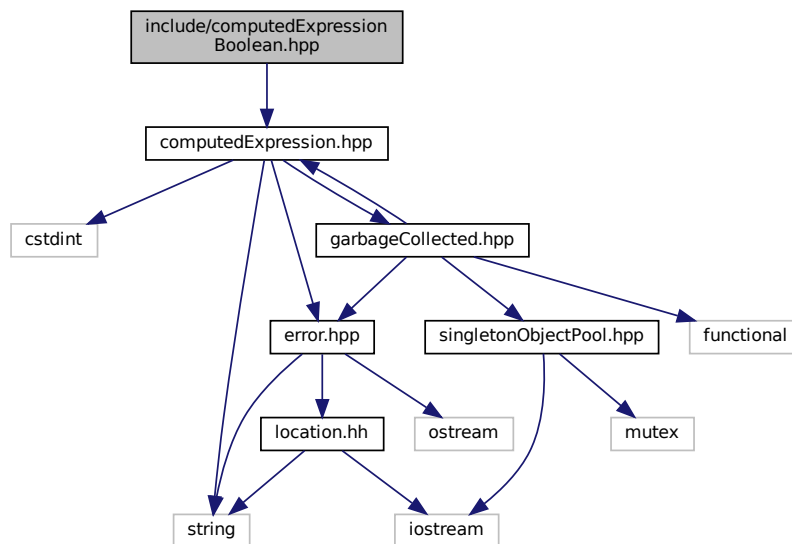 include/computedExpression
Boolean.hpp
computedExpression.hpp
cstdint
garbageCollected.hpp
error.hpp
singletonObjectPool.hpp
functional
location.hh
ostream
mutex
string
iostream